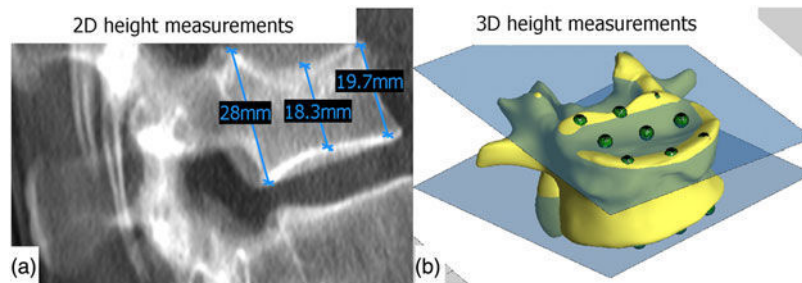 2D height measurements
28mm
18.3mm
19.7mm
(a)
3D height measurements
(b)